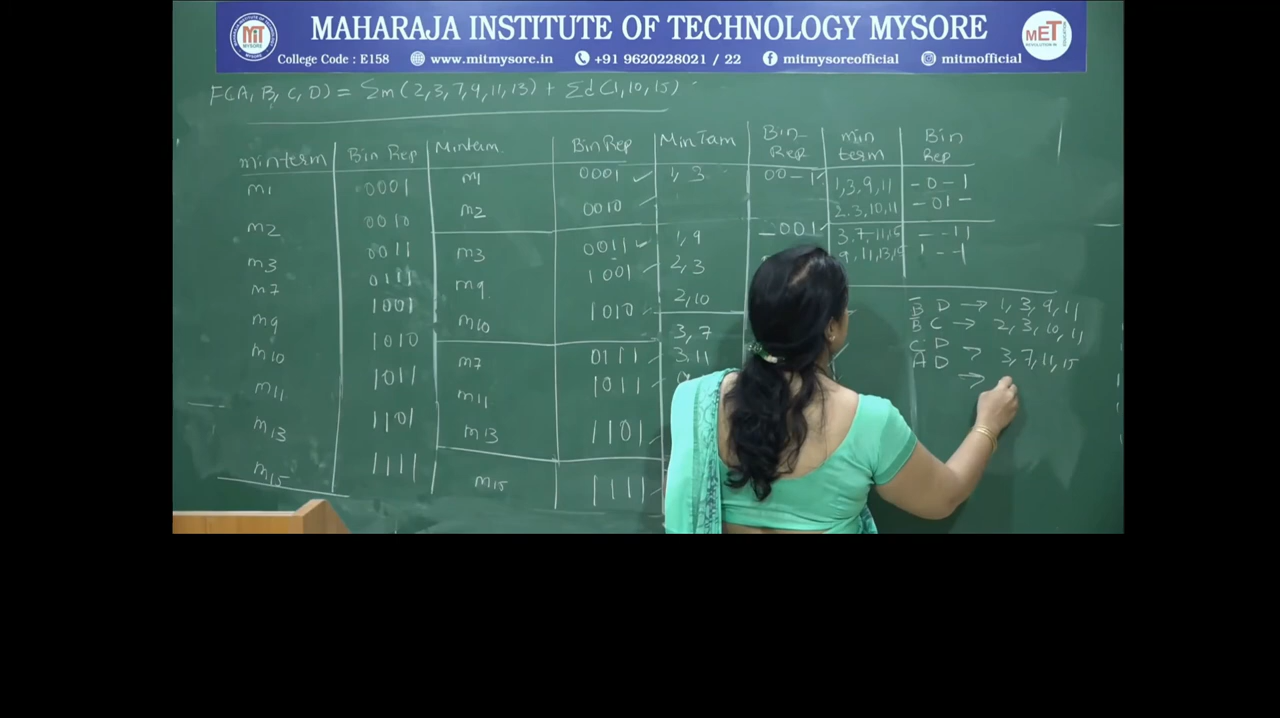 MAHARAJA INSTITUTE OF TECHNOLOGY MYSORE
MiT
MYSORE
MET
College Code : E158 www.mitmysore.in +91 9620228021 / 22 mitmysoreofficial mitmofficial
F(A, B, C, D) = Σm (2,3,7,9,11,13) + Σd (1,10,15)
minterm Bin Rep Minterm Bin Rep Min Term Bin- Rep min term Bin Rep
m1 0001 m1 0001 ✓ 1, 3 00-1 1,3,9,11 -0-1
m2 0010 m2 0010 2.3,10,11 -01-
m3 0011 m3 0011 ✓ 1,9 -001 3,7,11,15 --11
m7 0111 m9 1001 2,3 9,11,13,15 1--1
m9 1001 m10 1010 2,10
m10 1010 m7 0111 3,7
m11 1011 m11 1011 3,11
m13 1101 m13 1101
m15 1111 m15 1111
B̅ D → 1, 3, 9, 11
B̅ C → 2, 3, 10, 11
C D → 3, 7, 11, 15
A D →